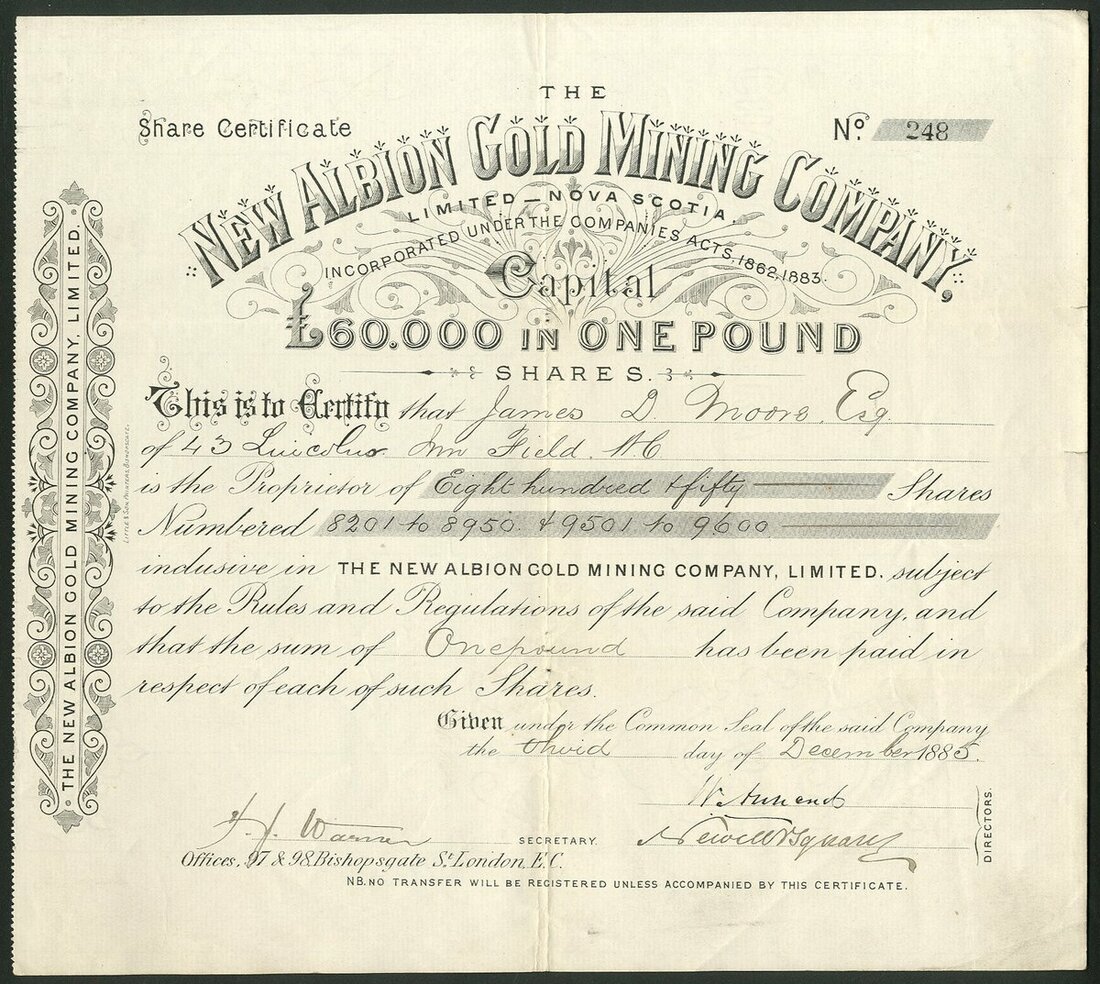 THE
Share Certificate
No. 248
NEW ALBION GOLD MINING COMPANY,
LIMITED — NOVA SCOTIA.
INCORPORATED UNDER THE COMPANIES ACTS, 1862, 1883.
Capital
£60.000 IN ONE POUND
SHARES.
This is to Certify that James D. Moore, Esq.
of 43 Lincolns Inn Field. W.C
is the Proprietor of Eight hundred & fifty Shares
Numbered 8201 to 8950. & 9501 to 9600
inclusive in THE NEW ALBION GOLD MINING COMPANY, LIMITED. subject
to the Rules and Regulations of the said Company, and
that the sum of One pound has been paid in
respect of each of such Shares.
Given under the Common Seal of the said Company
the third day of December 1885.
DIRECTORS.
Warner SECRETARY.
Offices, 97 & 98, Bishopsgate St. London, E.C.
NB. NO TRANSFER WILL BE REGISTERED UNLESS ACCOMPANIED BY THIS CERTIFICATE.
THE NEW ALBION GOLD MINING COMPANY, LIMITED.